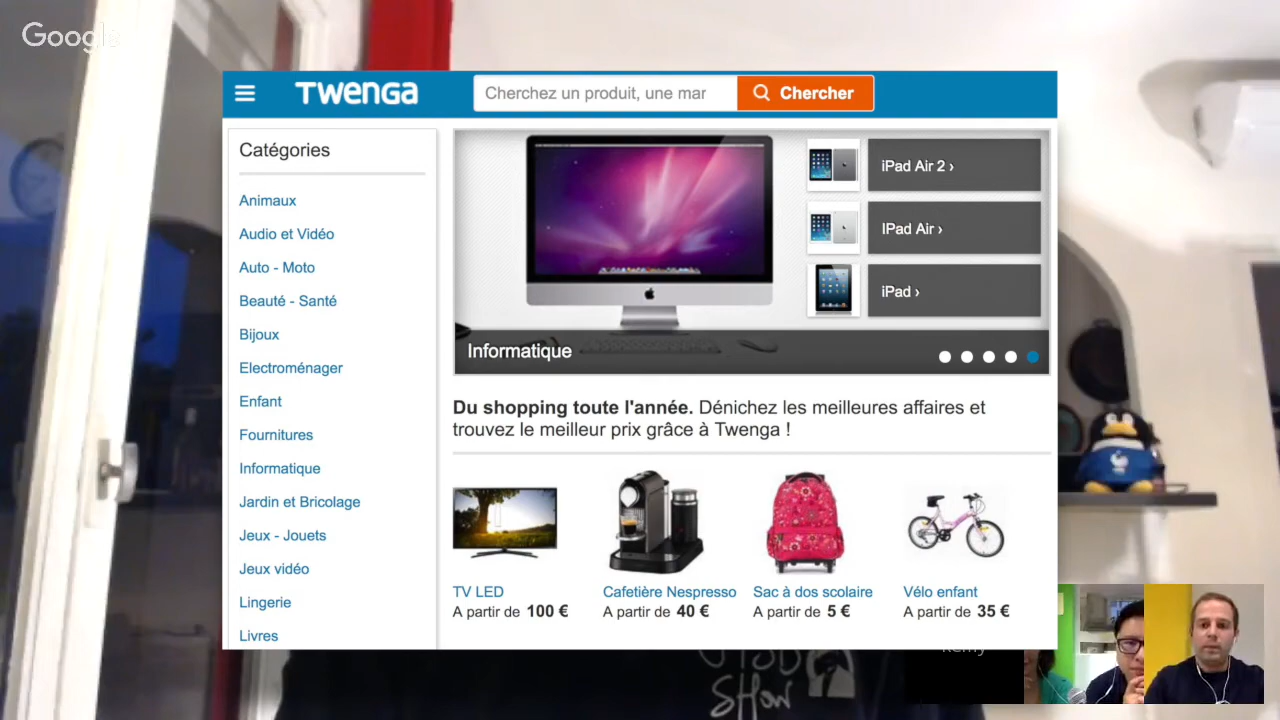 Google
TWENGA
Cherchez un produit, une mar
Chercher
Catégories
Animaux
Audio et Vidéo
Auto - Moto
Beauté - Santé
Bijoux
Electroménager
Enfant
Fournitures
Informatique
Jardin et Bricolage
Jeux - Jouets
Jeux vidéo
Lingerie
Livres
iPad Air 2 ›
IPad Air ›
iPad ›
Informatique
Du shopping toute l'année. Dénichez les meilleures affaires et
trouvez le meilleur prix grâce à Twenga !
TV LED
A partir de 100 €
Cafetière Nespresso
A partir de 40 €
Sac à dos scolaire
A partir de 5 €
Vélo enfant
A partir de 35 €
SHOW